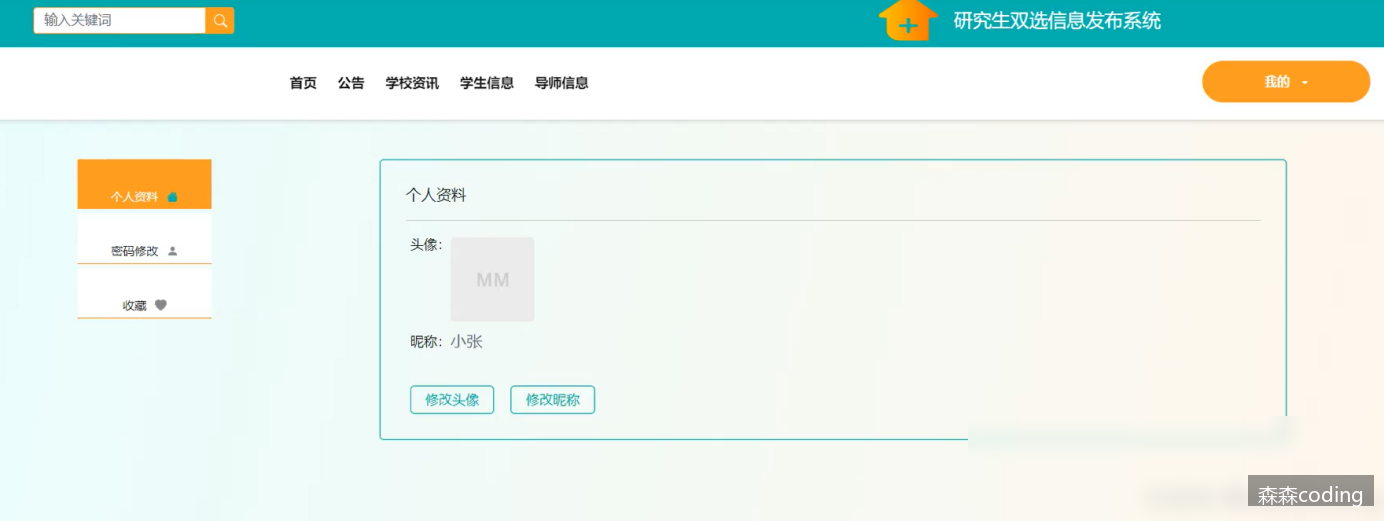 输入关键词
研究生双选信息发布系统
首页 公告 学校资讯 学生信息 导师信息
我的
个人资料
密码修改
收藏
个人资料
头像:
MM
昵称: 小张
修改头像 修改昵称
森森coding